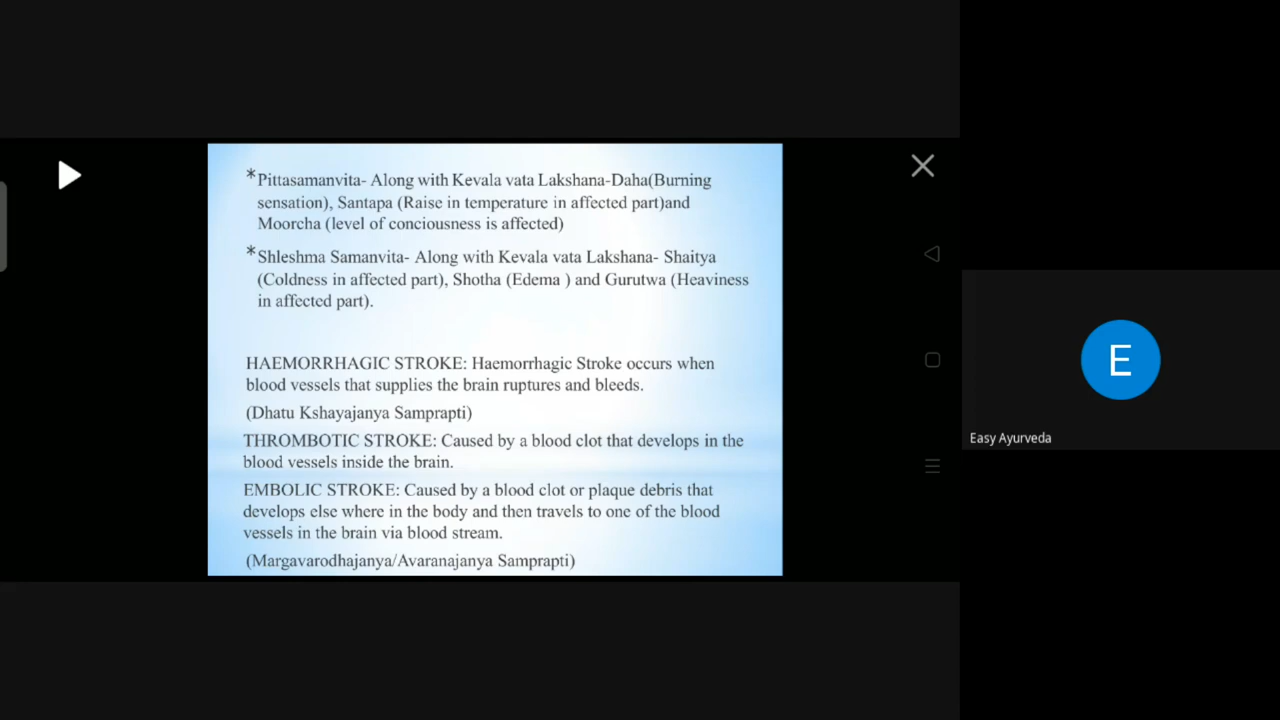 *Pittasamanvita- Along with Kevala vata Lakshana-Daha(Burning
sensation), Santapa (Raise in temperature in affected part)and
Moorcha (level of conciousness is affected)
*Shleshma Samanvita- Along with Kevala vata Lakshana- Shaitya
(Coldness in affected part), Shotha (Edema ) and Gurutwa (Heaviness
in affected part).
HAEMORRHAGIC STROKE: Haemorrhagic Stroke occurs when
blood vessels that supplies the brain ruptures and bleeds.
(Dhatu Kshayajanya Samprapti)
THROMBOTIC STROKE: Caused by a blood clot that develops in the
blood vessels inside the brain.
EMBOLIC STROKE: Caused by a blood clot or plaque debris that
develops else where in the body and then travels to one of the blood
vessels in the brain via blood stream.
(Margavarodhajanya/Avaranajanya Samprapti)
E
Easy Ayurveda